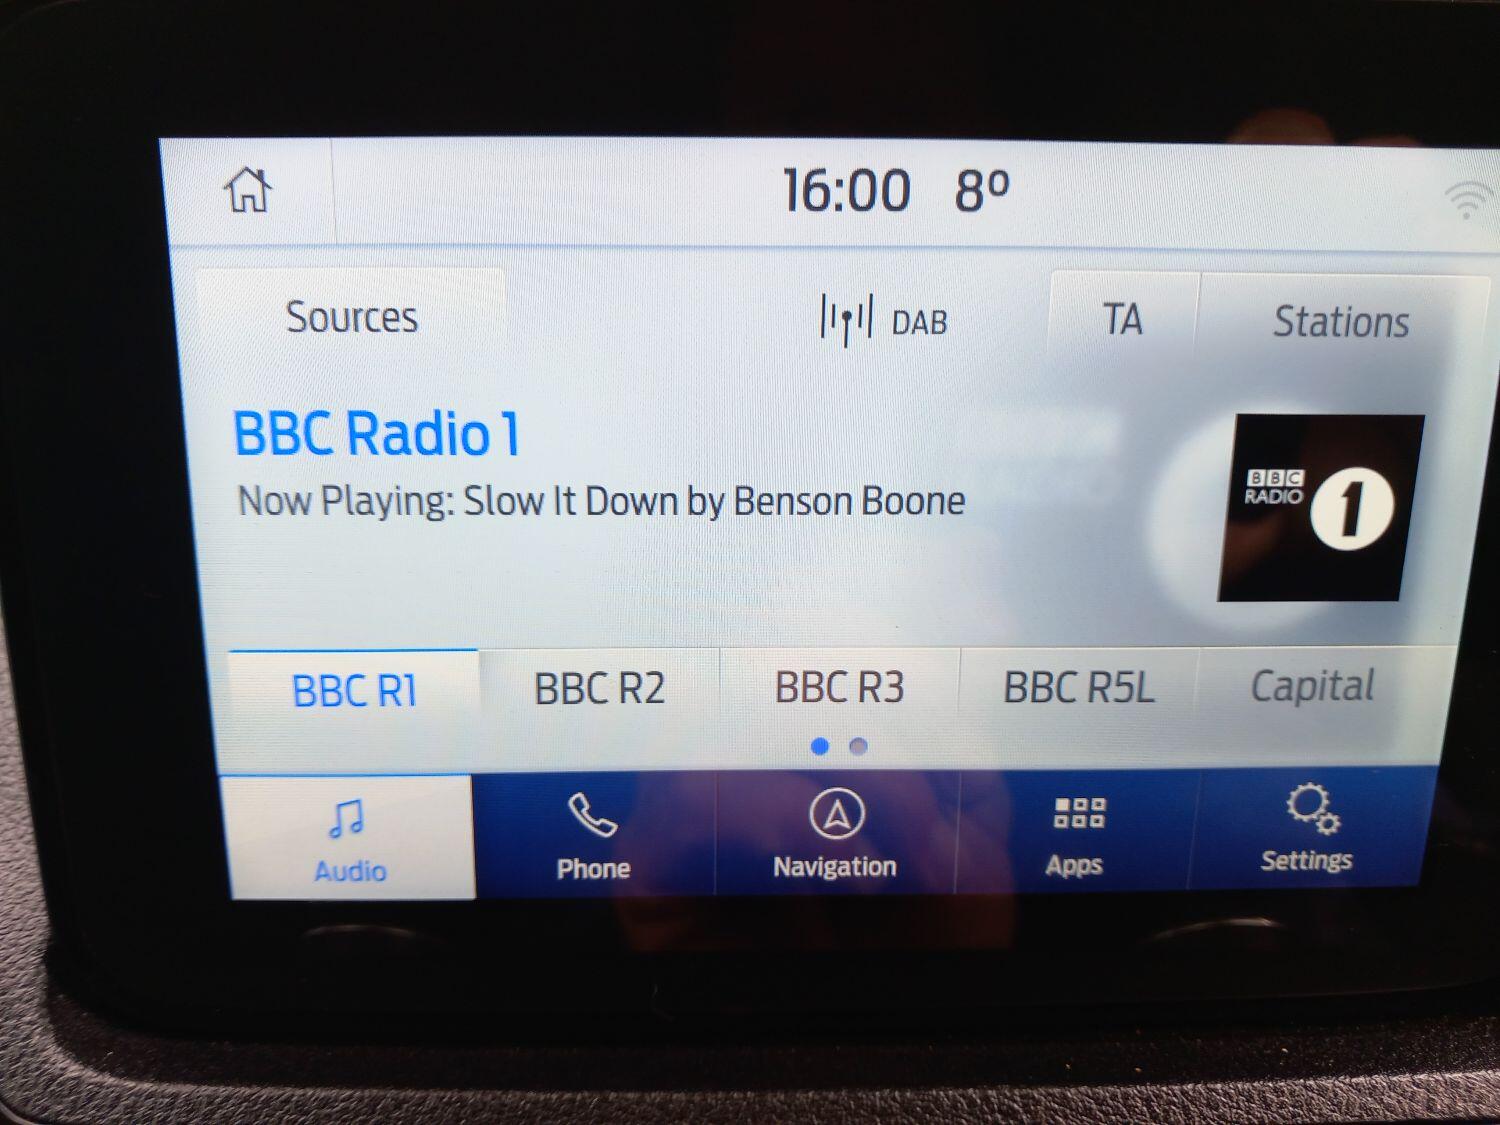 16:00 8º
Sources DAB TA Stations
BBC Radio 1
Now Playing: Slow It Down by Benson Boone
BBC
RADIO 1
BBC R1 BBC R2 BBC R3 BBC R5L Capital
Audio Phone Navigation Apps Settings